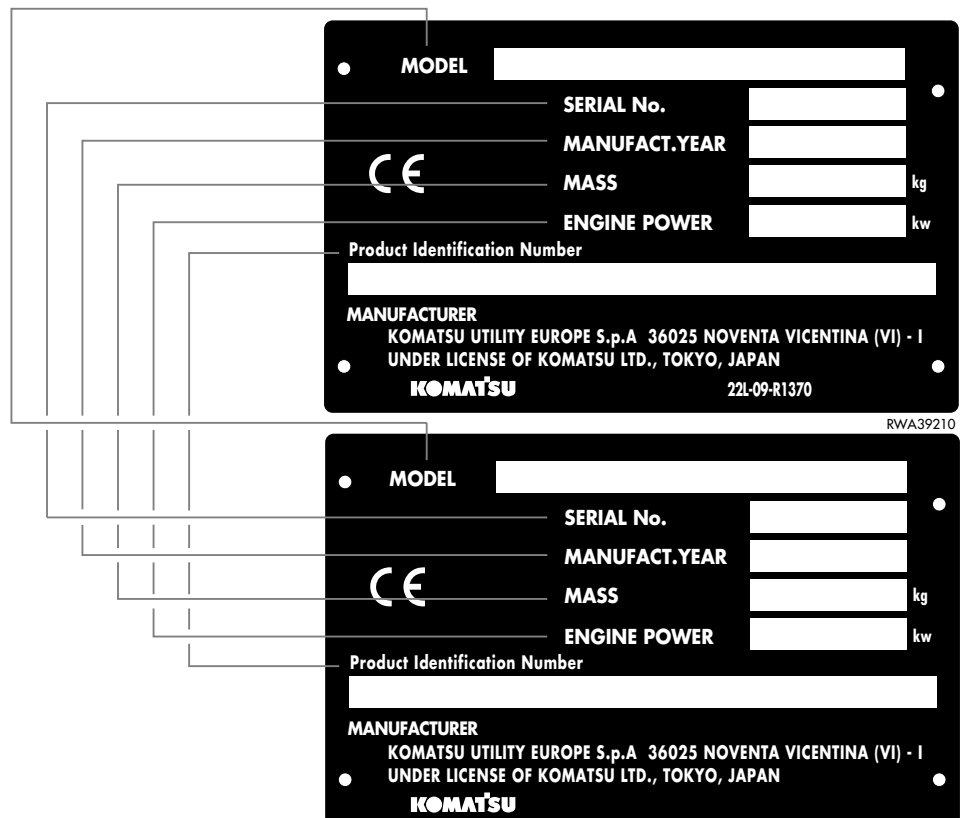 MODEL
SERIAL No.
MANUFACT.YEAR
CE
MASS kg
ENGINE POWER kw
Product Identification Number
MANUFACTURER
KOMATSU UTILITY EUROPE S.p.A 36025 NOVENTA VICENTINA (VI) - I
UNDER LICENSE OF KOMATSU LTD., TOKYO, JAPAN
KOMATSU 22L-09-R1370
RWA39210
MODEL
SERIAL No.
MANUFACT.YEAR
CE
MASS kg
ENGINE POWER kw
Product Identification Number
MANUFACTURER
KOMATSU UTILITY EUROPE S.p.A 36025 NOVENTA VICENTINA (VI) - I
UNDER LICENSE OF KOMATSU LTD., TOKYO, JAPAN
KOMATSU